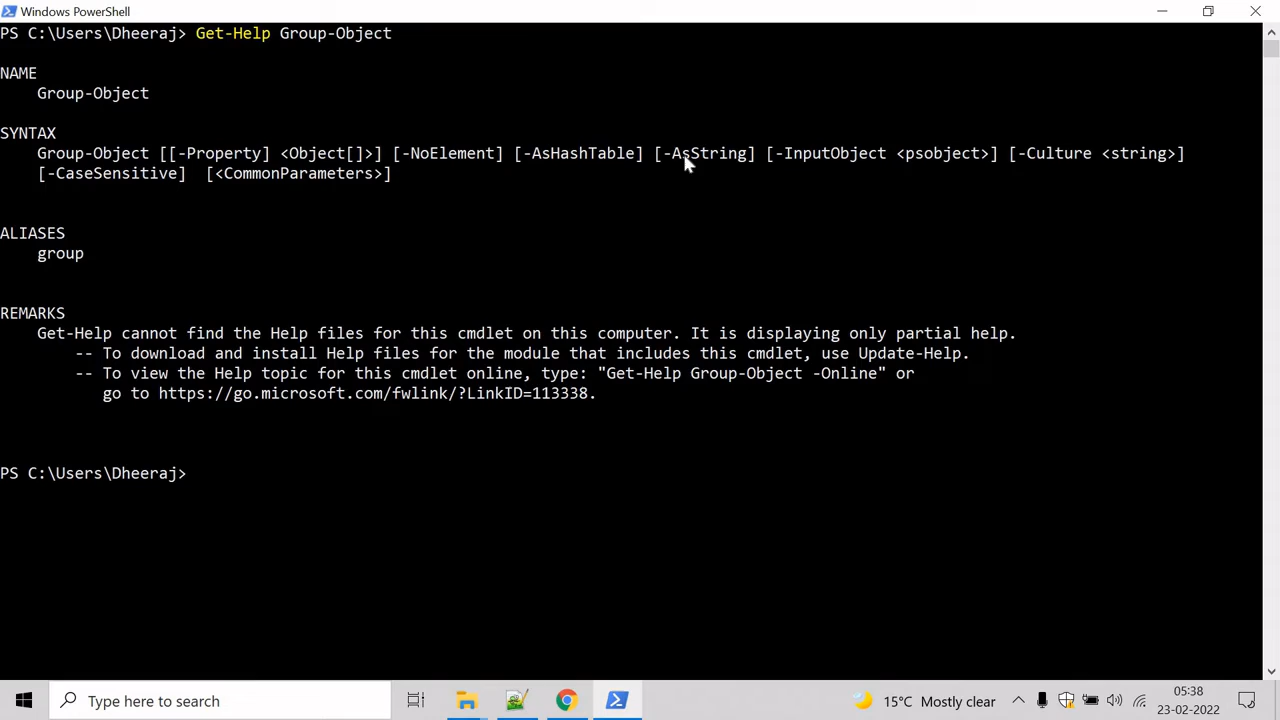 Windows PowerShell
PS C:\Users\Dheeraj> Get-Help Group-Object
NAME
Group-Object
SYNTAX
Group-Object [[-Property] <Object[]>] [-NoElement] [-AsHashTable] [-AsString] [-InputObject <psobject>] [-Culture <string>]
[-CaseSensitive]  [<CommonParameters>]
ALIASES
group
REMARKS
Get-Help cannot find the Help files for this cmdlet on this computer. It is displaying only partial help.
-- To download and install Help files for the module that includes this cmdlet, use Update-Help.
-- To view the Help topic for this cmdlet online, type: "Get-Help Group-Object -Online" or
go to https://go.microsoft.com/fwlink/?LinkID=113338.
PS C:\Users\Dheeraj>
Type here to search
15°C Mostly clear
05:38
23-02-2022